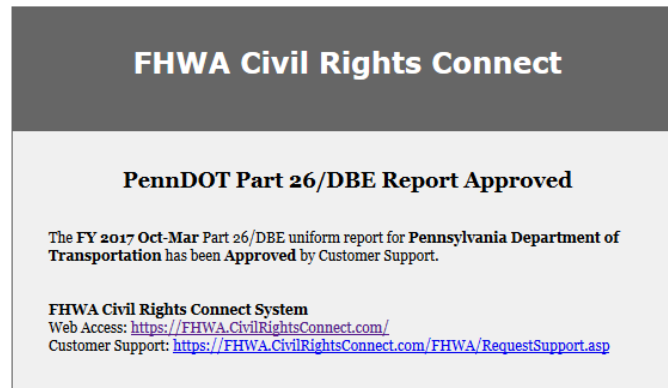 FHWA Civil Rights Connect
PennDOT Part 26/DBE Report Approved
The FY 2017 Oct-Mar Part 26/DBE uniform report for Pennsylvania Department of
Transportation has been Approved by Customer Support.
FHWA Civil Rights Connect System
Web Access: https://FHWA.CivilRightsConnect.com/
Customer Support: https://FHWA.CivilRightsConnect.com/FHWA/RequestSupport.asp